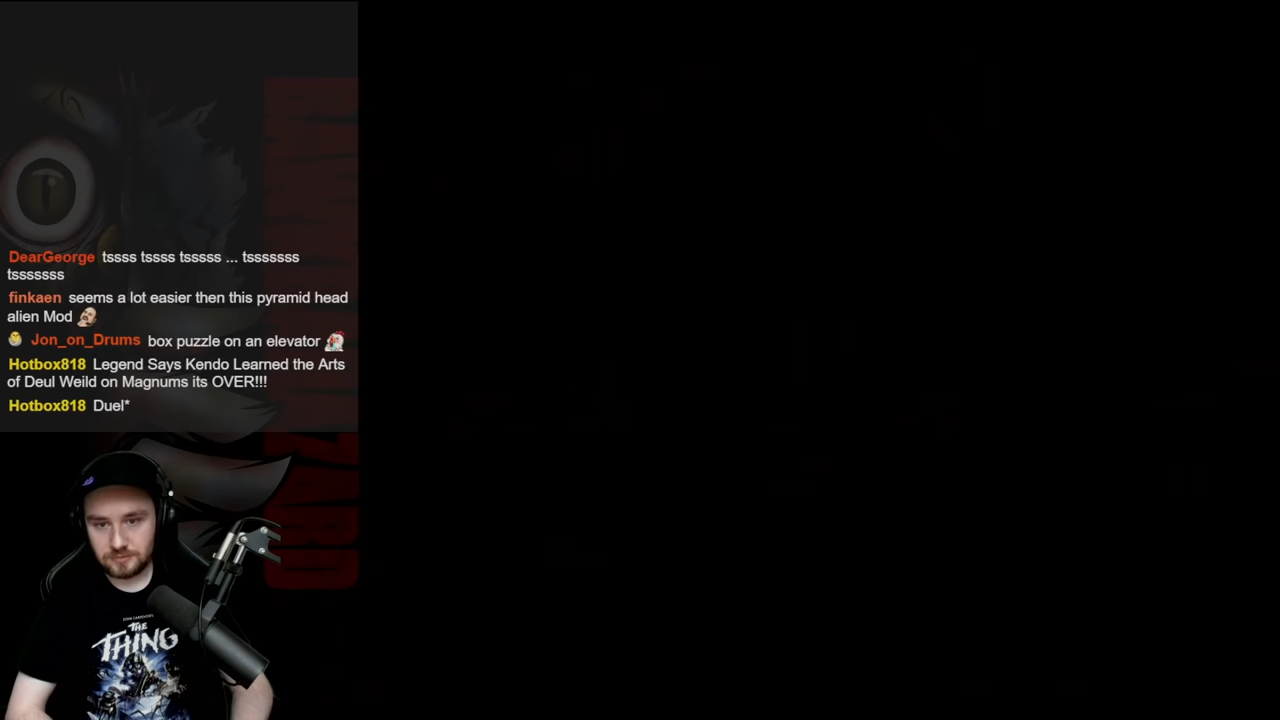 DearGeorge tssss tssss tsssss ... tsssssss
tsssssss
finkaen seems a lot easier then this pyramid head
alien Mod
Jon_on_Drums box puzzle on an elevator
Hotbox818 Legend Says Kendo Learned the Arts
of Deul Weild on Magnums its OVER!!!
Hotbox818 Duel*
JOHN CARPENTER'S
THE
THING